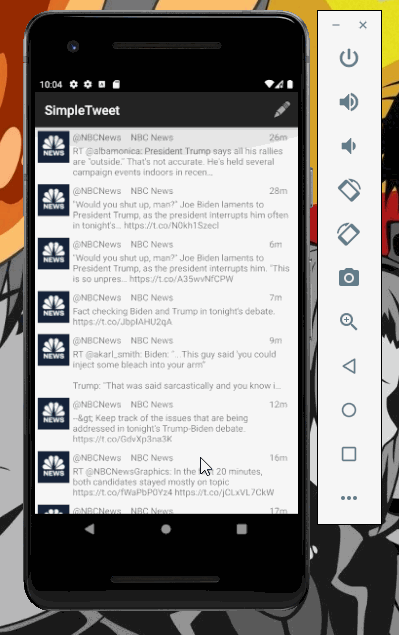 10:04
SimpleTweet
@NBCNews NBC News 26m
RT @albamonica: President Trump says all his rallies
are "outside." That's not accurate. He's held several
campaign events indoors in recen...
@NBCNews NBC News 28m
"Would you shut up, man?" Joe Biden laments to
President Trump, as the president interrupts him often
in tonight's... https://t.co/N0kh1Szecl
@NBCNews NBC News 6m
"Would you shut up, man?" Joe Biden laments to
President Trump, as the president interrupts him. "This
is so unpres... https://t.co/A35wvNfCPW
@NBCNews NBC News 7m
Fact checking Biden and Trump in tonight's debate.
https://t.co/JbplAHU2qA
@NBCNews NBC News 9m
RT @akarl_smith: Biden: "... This guy said 'you could
inject some bleach into your arm"
Trump: "That was said sarcastically and you know i...
@NBCNews NBC News 12m
--&gt; Keep track of the issues that are being
addressed in tonight's Trump-Biden debate.
https://t.co/GdvXp3na3K
@NBCNews NBC News 16m
RT @NBCNewsGraphics: In the 20 minutes,
both candidates stayed mostly on topic
https://t.co/fWaPbP0Yz4 https://t.co/jCLxVL7CkW
@NBCNews NBC News 17m
NEWS
NEWS
NEWS
NEWS
NEWS
NEWS
NEWS